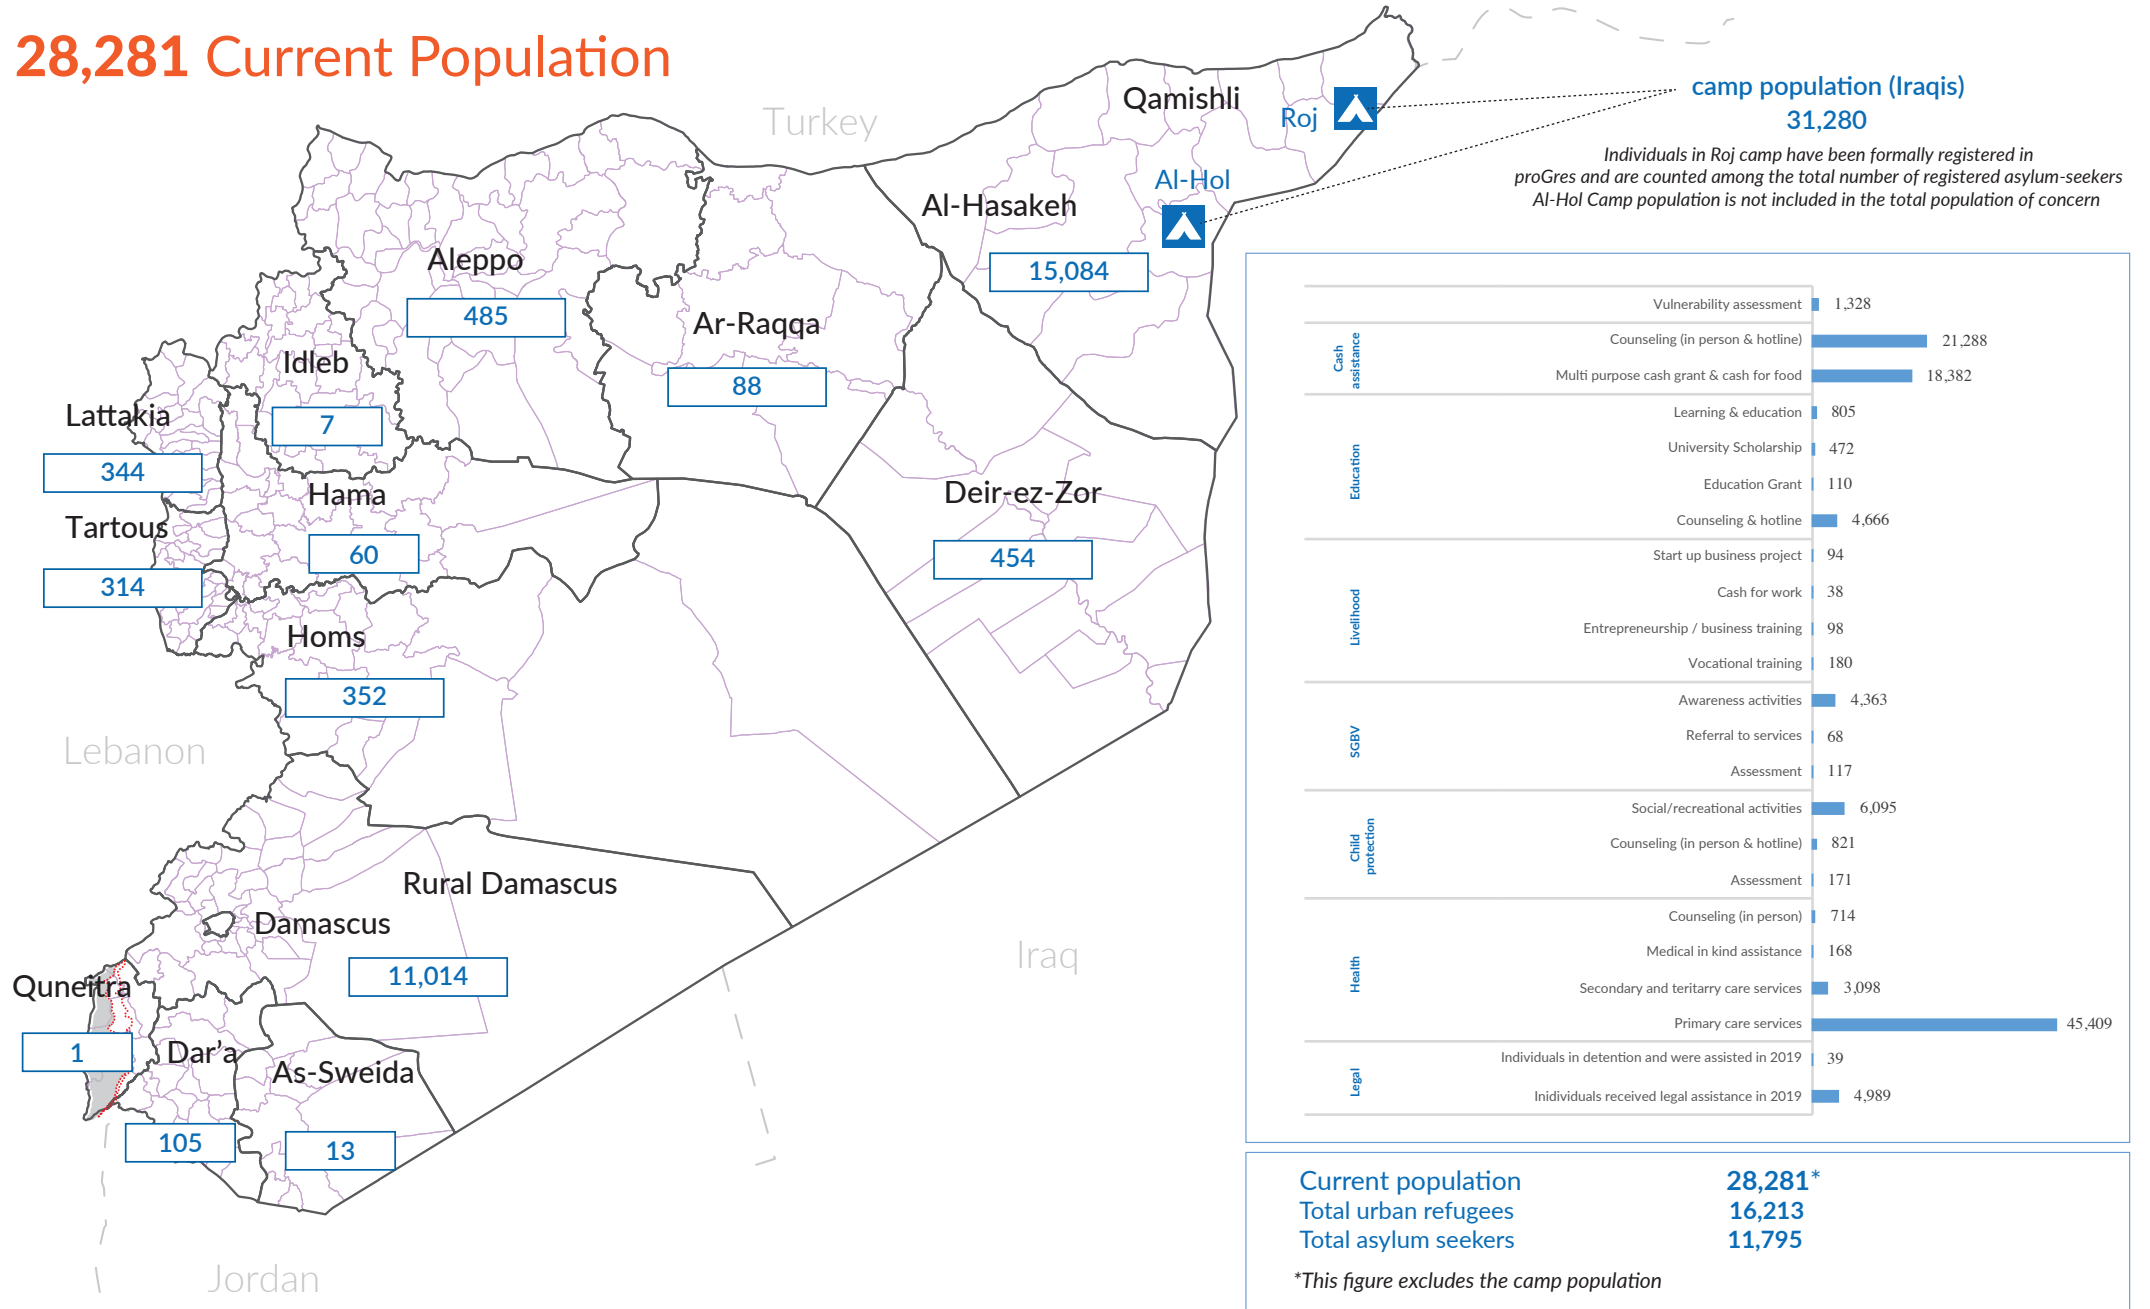 28,281 Current Population
Turkey
Qamishli
Roj
camp population (Iraqis)
31,280
Individuals in Roj camp have been formally registered in
proGres and are counted among the total number of registered asylum-seekers
Al-Hol Camp population is not included in the total population of concern
Al-Hol
Al-Hasakeh
15,084
Aleppo
485
Ar-Raqqa
88
Idleb
7
Lattakia
344
Hama
60
Tartous
314
Deir-ez-Zor
454
Homs
352
Lebanon
Rural Damascus
Damascus
11,014
Iraq
Quneitra
1
Dar'a
105
As-Sweida
13
Jordan
Vulnerability assessment 1,328
Cash
assistance
Counseling (in person & hotline) 21,288
Multi purpose cash grant & cash for food 18,382
Education
Learning & education 805
University Scholarship 472
Education Grant 110
Counseling & hotline 4,666
Livelihood
Start up business project 94
Cash for work 38
Entrepreneurship / business training 98
Vocational training 180
SGBV
Awareness activities 4,363
Referral to services 68
Assessment 117
Child
protection
Social/recreational activities 6,095
Counseling (in person & hotline) 821
Assessment 171
Health
Counseling (in person) 714
Medical in kind assistance 168
Secondary and teritarry care services 3,098
Primary care services 45,409
Legal
Individuals in detention and were assisted in 2019 39
Inidividuals received legal assistance in 2019 4,989
Current population 28,281*
Total urban refugees 16,213
Total asylum seekers 11,795
*This figure excludes the camp population